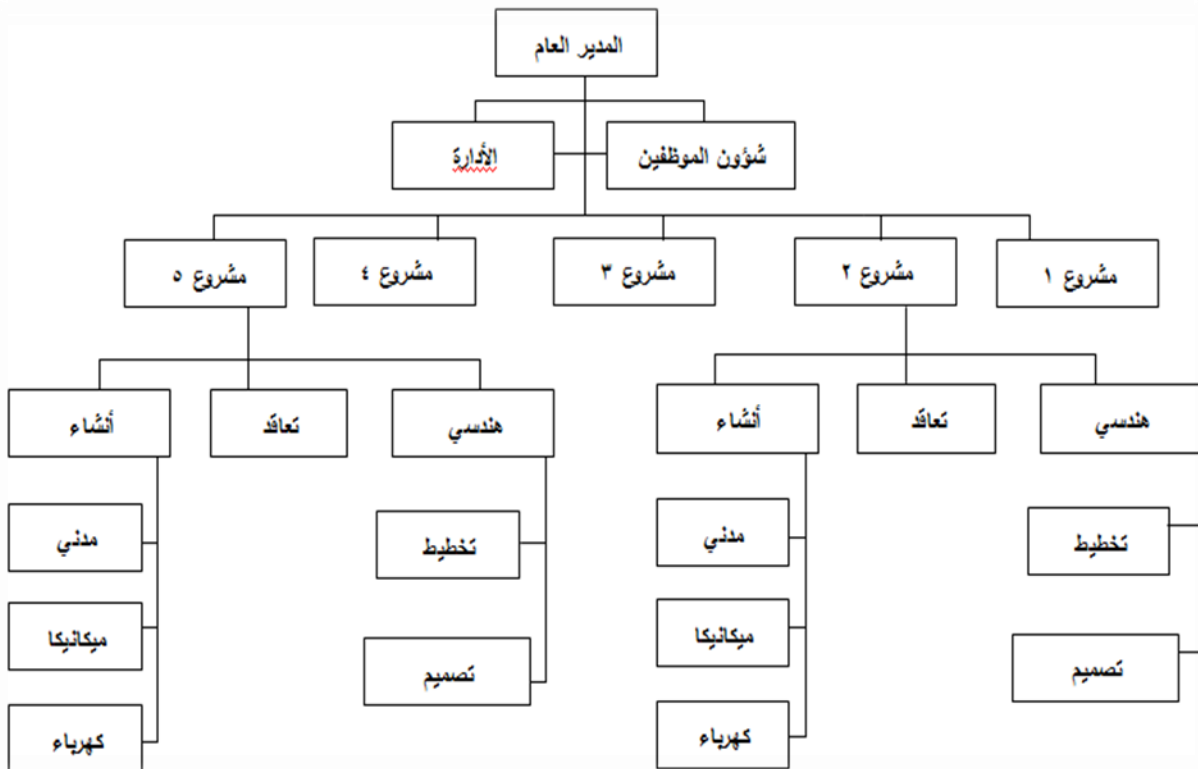 المدير العام
شؤون الموظفين
الأدارة
مشروع ١
مشروع ٢
مشروع ٣
مشروع ٤
مشروع ٥
هندسي
تعاقد
أنشاء
هندسي
تعاقد
أنشاء
تخطيط
مدني
تخطيط
مدني
تصميم
ميكانيكا
تصميم
ميكانيكا
كهرباء
كهرباء